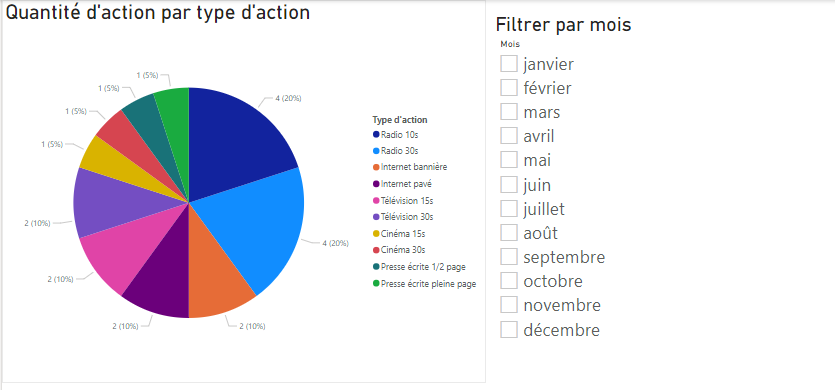 Quantité d'action par type d'action
1 (5%)
4 (20%)
1 (5%)
1 (5%)
1 (5%)
2 (10%)
4 (20%)
2 (10%)
2 (10%)
2 (10%)
Type d'action
Radio 10s
Radio 30s
Internet bannière
Internet pavé
Télévision 15s
Télévision 30s
Cinéma 15s
Cinéma 30s
Presse écrite 1/2 page
Presse écrite pleine page
Filtrer par mois
Mois
janvier
février
mars
avril
mai
juin
juillet
août
septembre
octobre
novembre
décembre